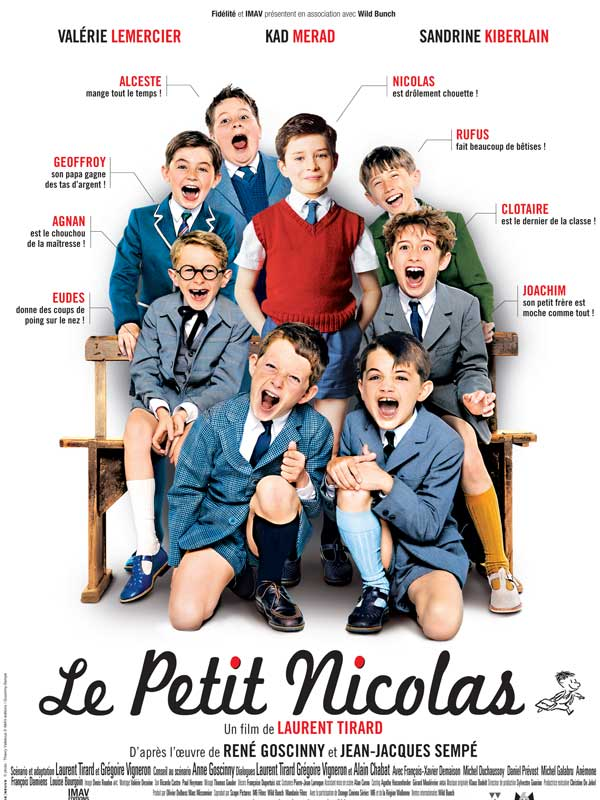 Fidélité et IMAV présentent en association avec Wild Bunch
VALÉRIE LEMERCIER KAD MERAD SANDRINE KIBERLAIN
ALCESTE
mange tout le temps !
NICOLAS
est drôlement chouette !
RUFUS
fait beaucoup de bêtises !
GEOFFROY
son papa gagne
des tas d'argent !
CLOTAIRE
est le dernier de la classe !
AGNAN
est le chouchou
de la maîtresse !
EUDES
donne des coups de
poing sur le nez !
JOACHIM
son petit frère est
moche comme tout !
Le Petit Nicolas
Un film de LAURENT TIRARD
D'après l'œuvre de RENÉ GOSCINNY et JEAN-JACQUES SEMPÉ
Scénario et adaptation Laurent Tirard et Grégoire Vigneron Conseil au scénario Anne Goscinny Dialogues Laurent Tirard Grégoire Vigneron et Alain Chabat Avec François-Xavier Demaison Michel Duchaussoy Daniel Prévost Michel Galabru Anémone
François Damiens Louise Bourgoin
IMAV